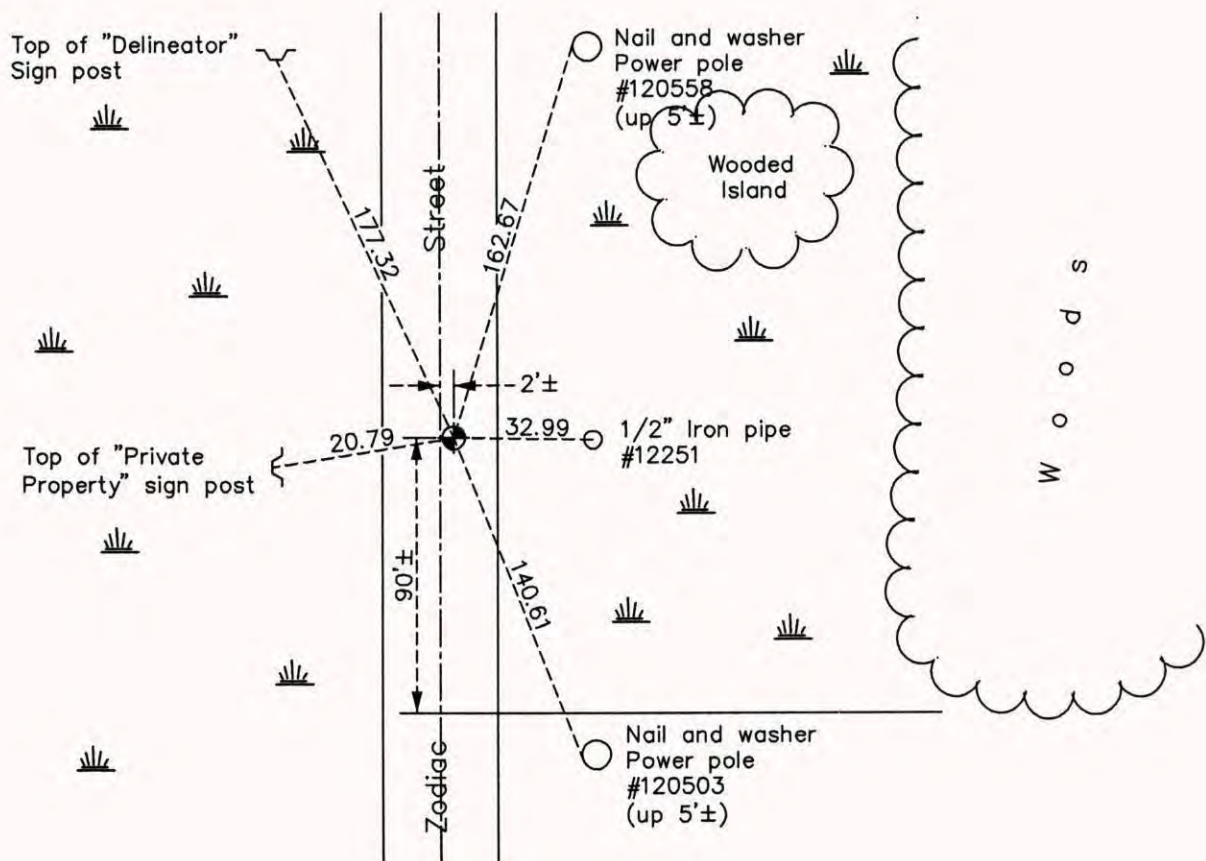 Top of "Delineator"
Sign post
Nail and washer
Power pole
#120558
(up 5'±)
Wooded
Island
Street
177.32
162.67
Woods
2'±
20.79
32.99
1/2" Iron pipe
#12251
Top of "Private
Property" sign post
90'±
140.61
Zodiac
Nail and washer
Power pole
#120503
(up 5'±)